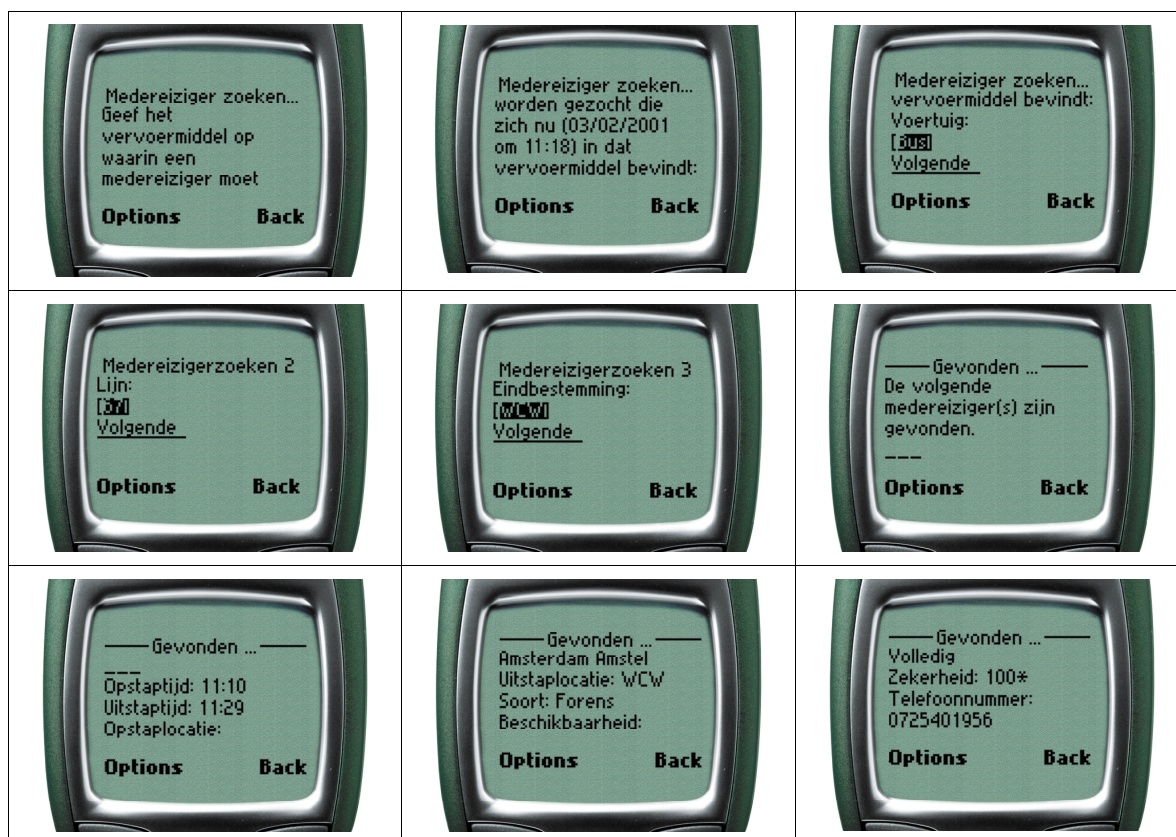 Medereiziger zoeken...
Geef het
vervoermiddel op
waarin een
medereiziger moet
Options Back
Medereiziger zoeken...
worden gezocht die
zich nu (03/02/2001
om 11:18) in dat
vervoermiddel bevindt:
Options Back
Medereiziger zoeken...
vervoermiddel bevindt:
Voertuig:
[Bus]
Volgende
Options Back
Medereizigerzoeken 2
Lijn:
Volgende
Options Back
Medereizigerzoeken 3
Eindbestemming:
[WCW]
Volgende
Options Back
Gevonden ...
De volgende
medereiziger(s) zijn
gevonden.
---
Options Back
Gevonden ...
---
Opstaptijd: 11:10
Uitstaptijd: 11:29
Opstaplocatie:
Options Back
Gevonden ...
Amsterdam Amstel
Uitstaplocatie: WCW
Soort: Forens
Beschikbaarheid:
Options Back
Gevonden ...
Volledig
Zekerheid: 100*
Telefoonnummer:
0725401956
Options Back